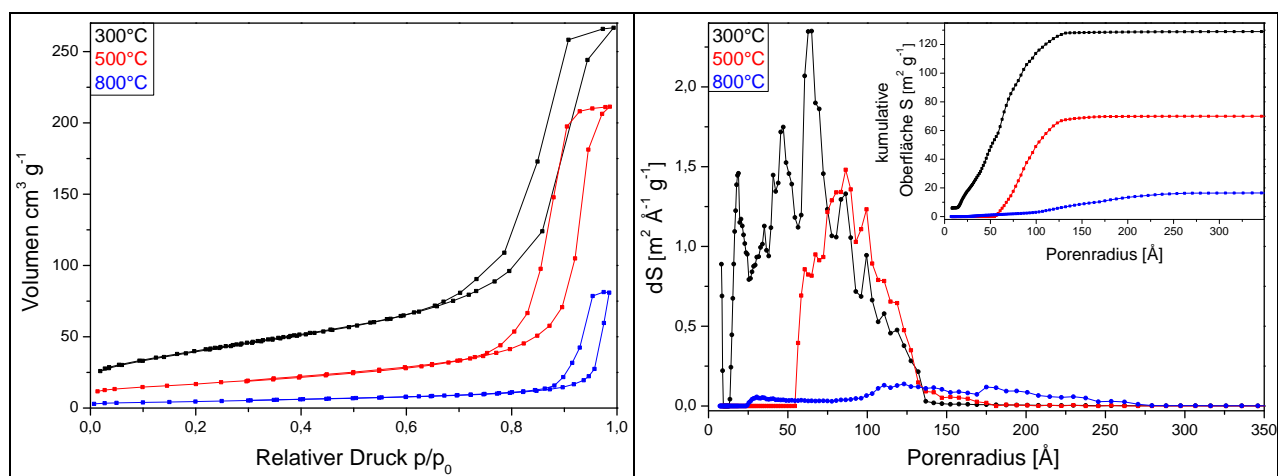 300°C
500°C
800°C
250
200
150
100
50
0
Volumen cm³ g⁻¹
0,0 0,2 0,4 0,6 0,8 1,0
Relativer Druck p/p₀
300°C
500°C
800°C
2,0
1,5
1,0
0,5
0,0
dS [m² Å⁻¹ g⁻¹]
0 50 100 150 200 250 300 350
Porenradius [Å]
120
100
80
60
40
20
0
kumulative
Oberfläche S [m² g⁻¹]
0 50 100 150 200 250 300 350
Porenradius [Å]